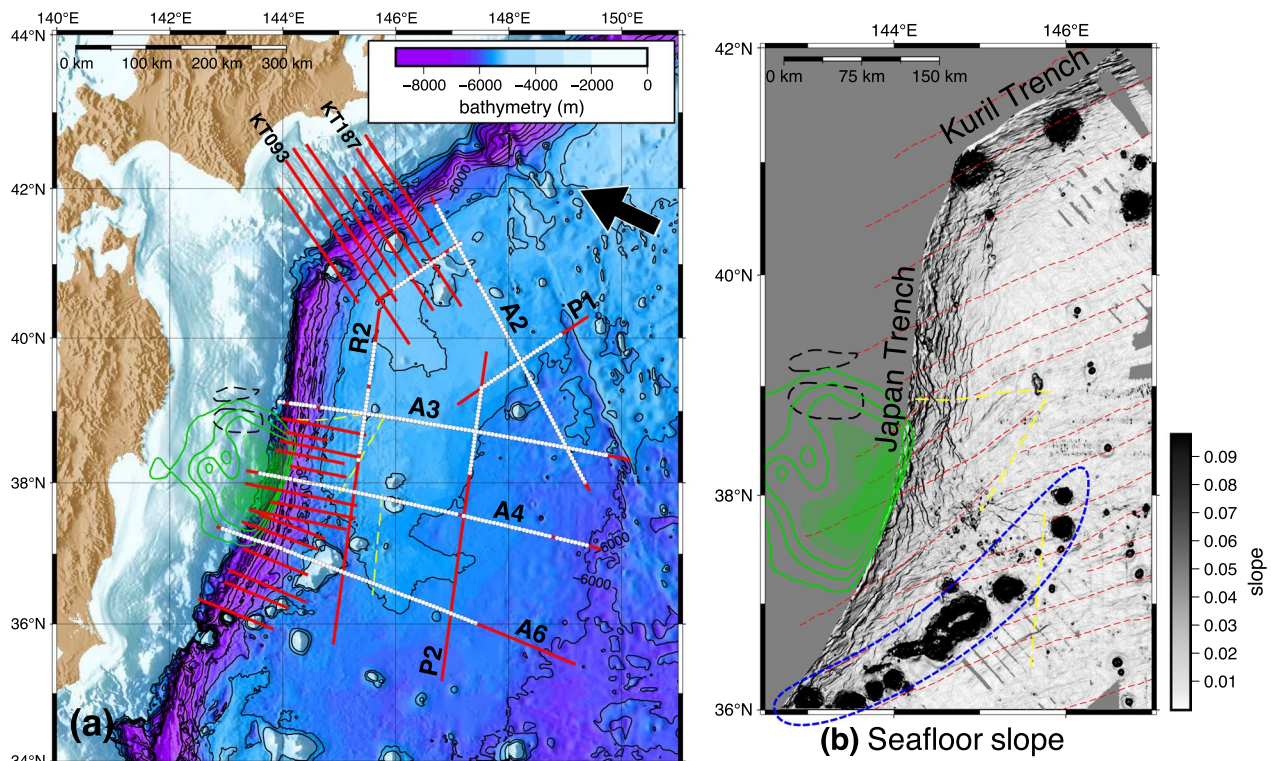 140°E 142°E 144°E 146°E 148°E 150°E
44°N
42°N
40°N
38°N
36°N
34°N
0 km 100 km 200 km 300 km
−8000 −6000 −4000 −2000 0
bathymetry (m)
KT093
KT187
6000
R2
A2
P1
A3
A4
−6000
−6000
A6
P2
(a)
144°E 146°E
42°N
40°N
38°N
36°N
0 km 75 km 150 km
Kuril Trench
Japan Trench
0.09
0.08
0.07
0.06
0.05
0.04
0.03
0.02
0.01
slope
(b) Seafloor slope